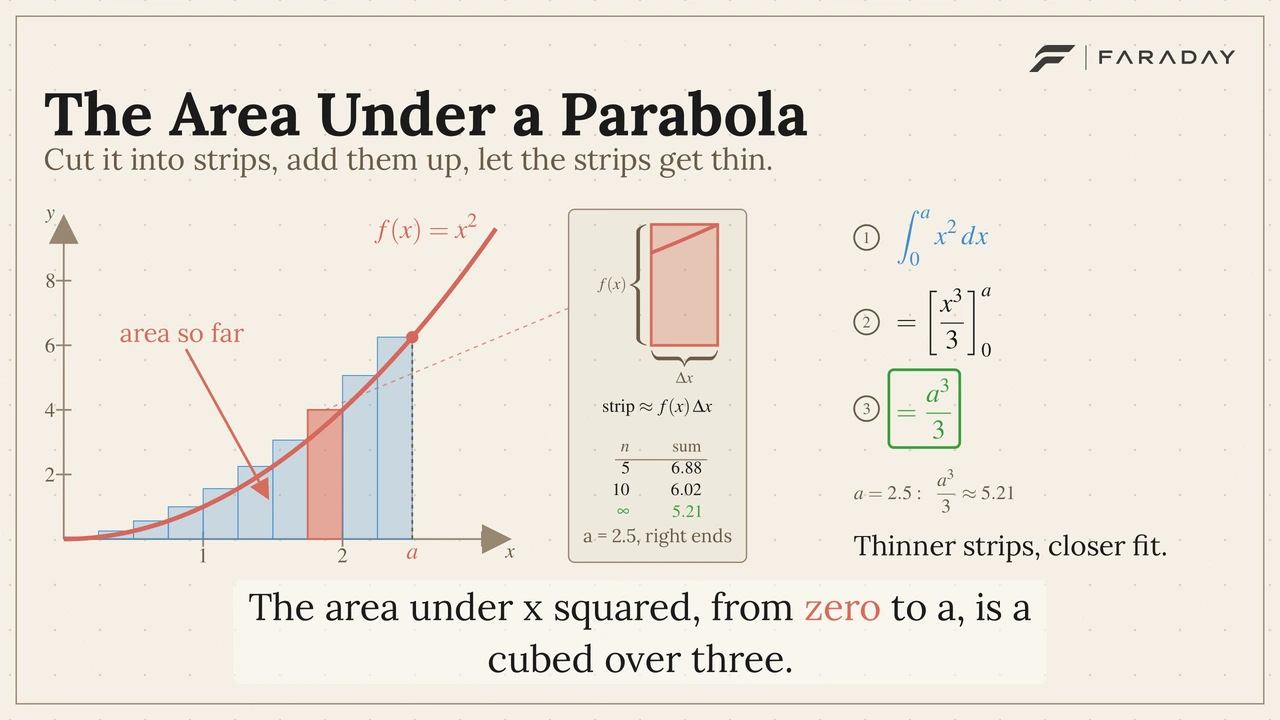 FARADAY
The Area Under a Parabola
Cut it into strips, add them up, let the strips get thin.
y
f(x) = x²
8
6
4
2
area so far
1
2
a
x
f(x)
Δx
strip ≈ f(x) Δx
n sum
5 6.88
10 6.02
∞ 5.21
a = 2.5, right ends
1 ∫₀ᵃ x² dx
2 = [x³/3]₀ᵃ
3 = a³/3
a = 2.5 : a³/3 ≈ 5.21
Thinner strips, closer fit.
The area under x squared, from zero to a, is a
cubed over three.